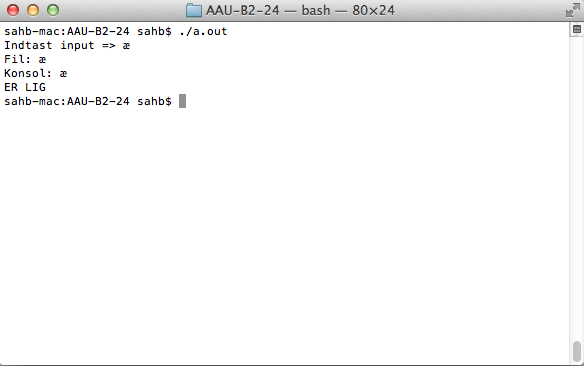 AAU-B2-24 — bash — 80×24
sahb-mac:AAU-B2-24 sahb$ ./a.out
Indtast input => æ
Fil: æ
Konsol: æ
ER LIG
sahb-mac:AAU-B2-24 sahb$